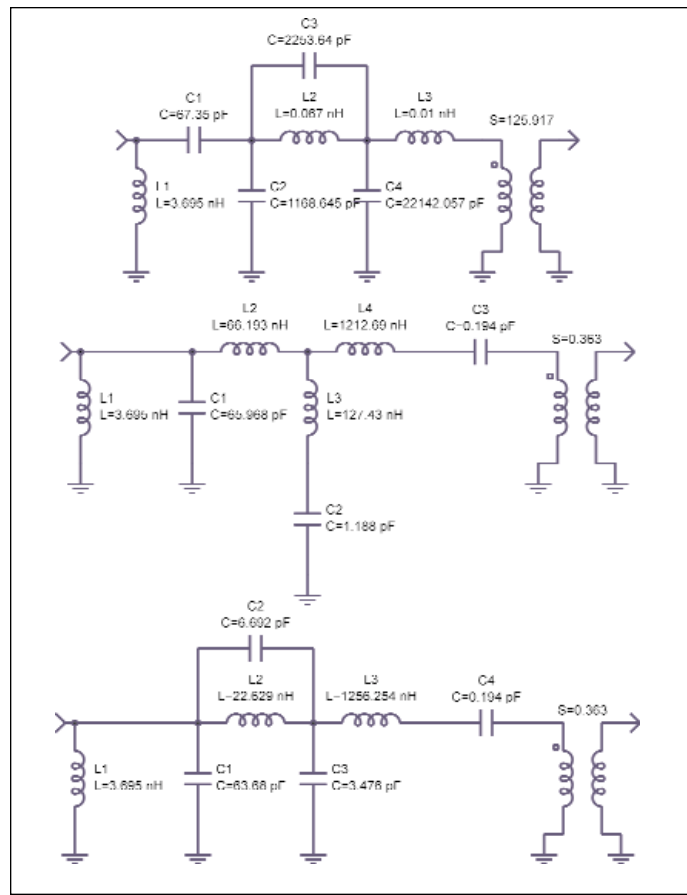 C3
C=2253.64 pF
C1
C=67.35 pF
L2
L=0.067 nH
L3
L=0.01 nH
S=125.917
L1
L=3.695 nH
C2
C=1168.645 pF
C4
C=22142.057 pF
L2
L=66.193 nH
L4
L=1212.69 nH
C3
C=0.194 pF
S=0.363
L1
L=3.695 nH
C1
C=65.968 pF
L3
L=127.43 nH
C2
C=1.188 pF
C2
C=6.692 pF
L2
L=22.629 nH
L3
L=1256.254 nH
C4
C=0.194 pF
S=0.363
L1
L=3.695 nH
C1
C=63.68 pF
C3
C=3.476 pF